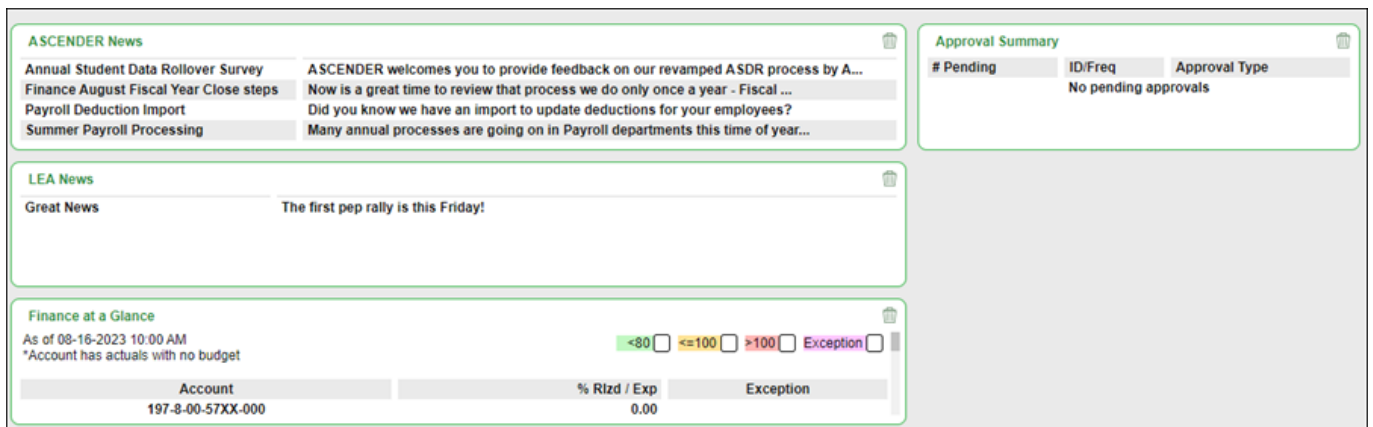 ASCENDER News
Annual Student Data Rollover Survey ASCENDER welcomes you to provide feedback on our revamped ASDR process by A...
Finance August Fiscal Year Close steps Now is a great time to review that process we do only once a year - Fiscal ...
Payroll Deduction Import Did you know we have an import to update deductions for your employees?
Summer Payroll Processing Many annual processes are going on in Payroll departments this time of year...
Approval Summary
# Pending ID/Freq Approval Type
No pending approvals
LEA News
Great News The first pep rally is this Friday!
Finance at a Glance
As of 08-16-2023 10:00 AM
*Account has actuals with no budget
<80 <=100 >100 Exception
Account % Rlzd / Exp Exception
197-8-00-57XX-000 0.00